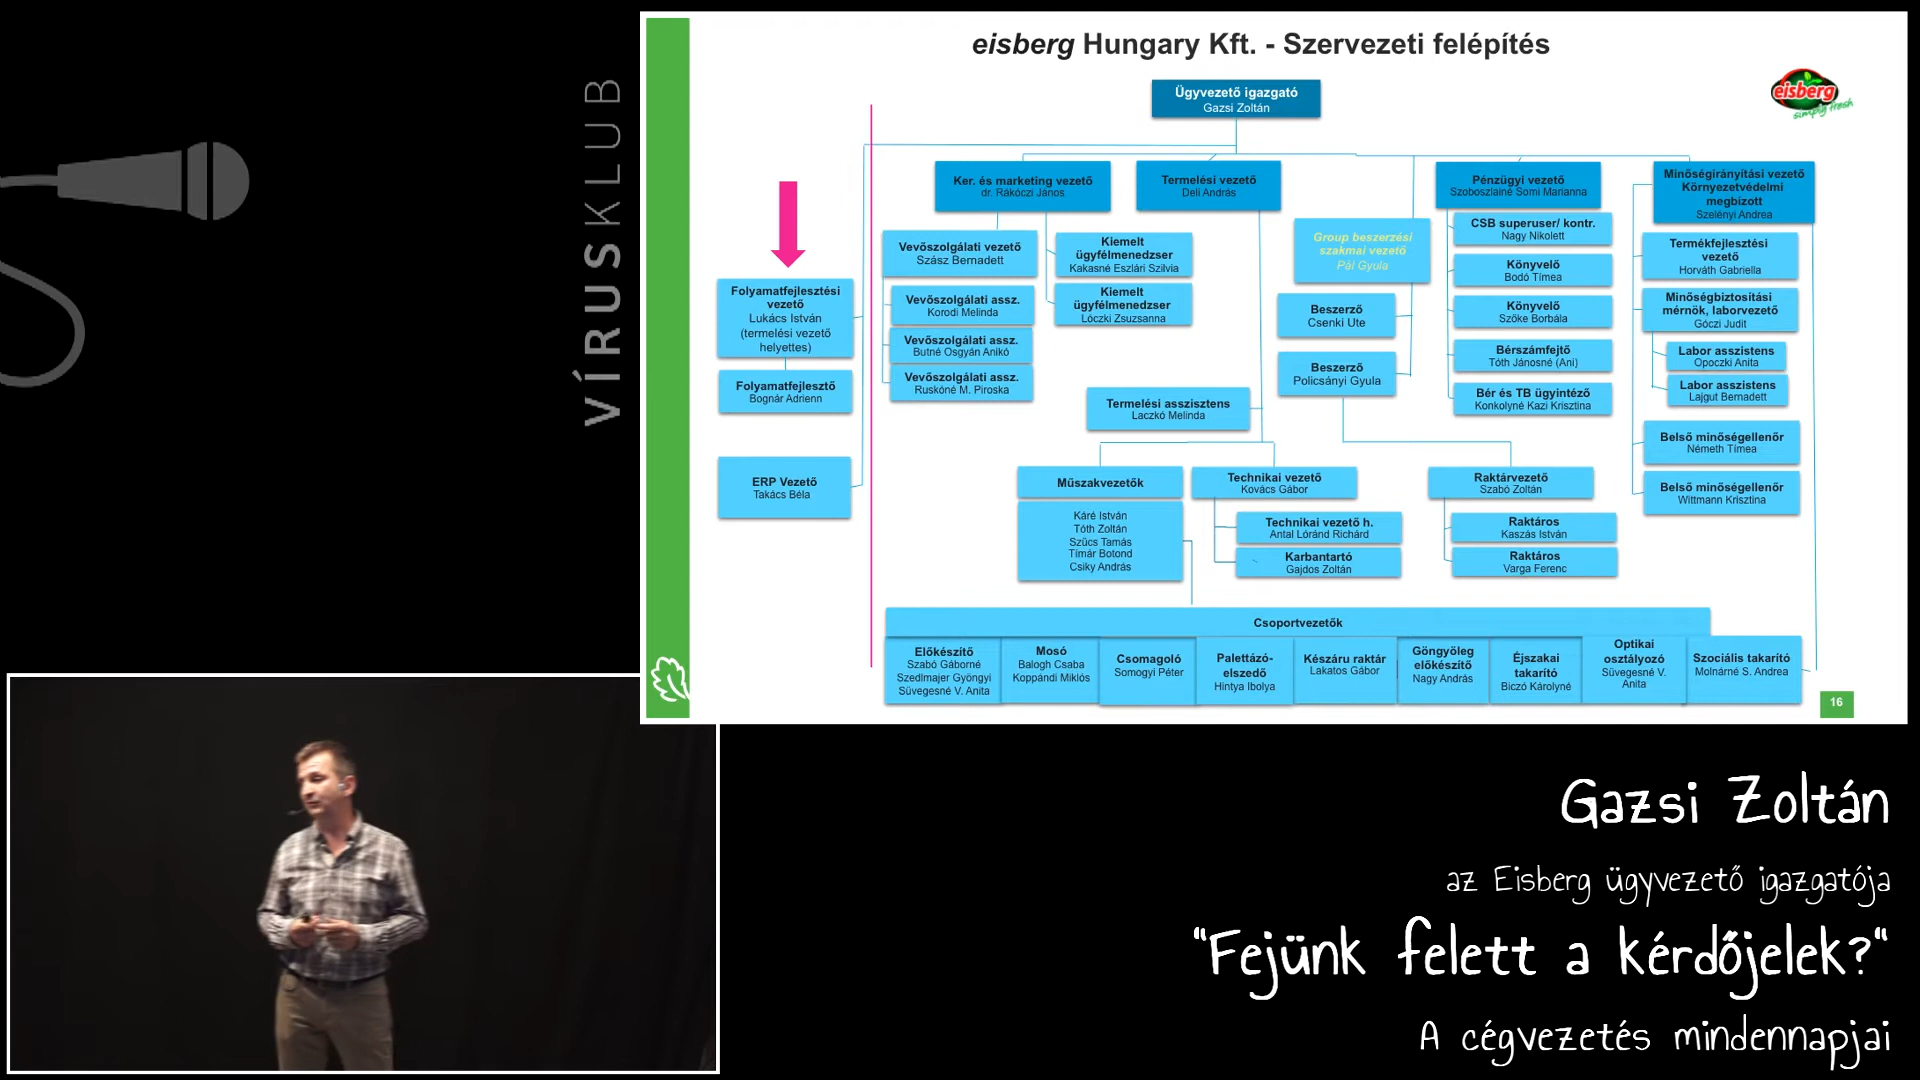 VÍRUSKLUB
eisberg Hungary Kft. - Szervezeti felépítés
eisberg
simply fresh
Ügyvezető igazgató
Gazsi Zoltán
Ker. és marketing vezető
dr. Rákóczi János
Termelési vezető
Deli András
Pénzügyi vezető
Szoboszlainé Somi Marianna
Minőségirányítási vezető
Környezetvédelmi
megbízott
Szelényi Andrea
Folyamatfejlesztési
vezető
Lukács István
(termelési vezető
helyettes)
Folyamatfejlesztő
Bognár Adrienn
ERP Vezető
Takács Béla
Vevőszolgálati vezető
Szász Bernadett
Vevőszolgálati assz.
Korodi Melinda
Vevőszolgálati assz.
Butné Osgyán Anikó
Vevőszolgálati assz.
Ruskóné M. Piroska
Kiemelt
ügyfélmenedzser
Kakasné Eszlári Szilvia
Kiemelt
ügyfélmenedzser
Lóczki Zsuzsanna
Termelési asszisztens
Laczkó Melinda
Group beszerzési
szakmai vezető
Pál Gyula
Beszerző
Csenki Ute
Beszerző
Policsányi Gyula
CSB superuser/ kontr.
Nagy Nikolett
Könyvelő
Bodó Tímea
Könyvelő
Szőke Borbála
Bérszámfejtő
Tóth Jánosné (Ani)
Bér és TB ügyintéző
Konkolyné Kazi Krisztina
Termékfejlesztési
vezető
Horváth Gabriella
Minőségbiztosítási
mérnök, laborvezető
Góczi Judit
Labor asszistens
Opoczki Anita
Labor asszistens
Lajgut Bernadett
Belső minőségellenőr
Németh Tímea
Belső minőségellenőr
Wittmann Krisztina
Műszakvezetők
Káré István
Tóth Zoltán
Szűcs Tamás
Tímár Botond
Csiky András
Technikai vezető
Kovács Gábor
Technikai vezető h.
Antal Lóránd Richárd
Karbantartó
Gajdos Zoltán
Raktárvezető
Szabó Zoltán
Raktáros
Kaszás István
Raktáros
Varga Ferenc
Csoportvezetők
Előkészítő
Szabó Gáborné
Szedlmajer Gyöngyi
Süvegesné V. Anita
Mosó
Balogh Csaba
Koppándi Miklós
Csomagoló
Somogyi Péter
Palettázó-
elszedő
Hintya Ibolya
Készáru raktár
Lakatos Gábor
Göngyöleg
előkészítő
Nagy András
Éjszakai
takarító
Biczó Károlyné
Optikai
osztályozó
Süvegesné V.
Anita
Szociális takarító
Molnárné S. Andrea
16
Gazsi Zoltán
az Eisberg ügyvezető igazgatója
"Fejünk felett a kérdőjelek?"
A cégvezetés mindennapjai